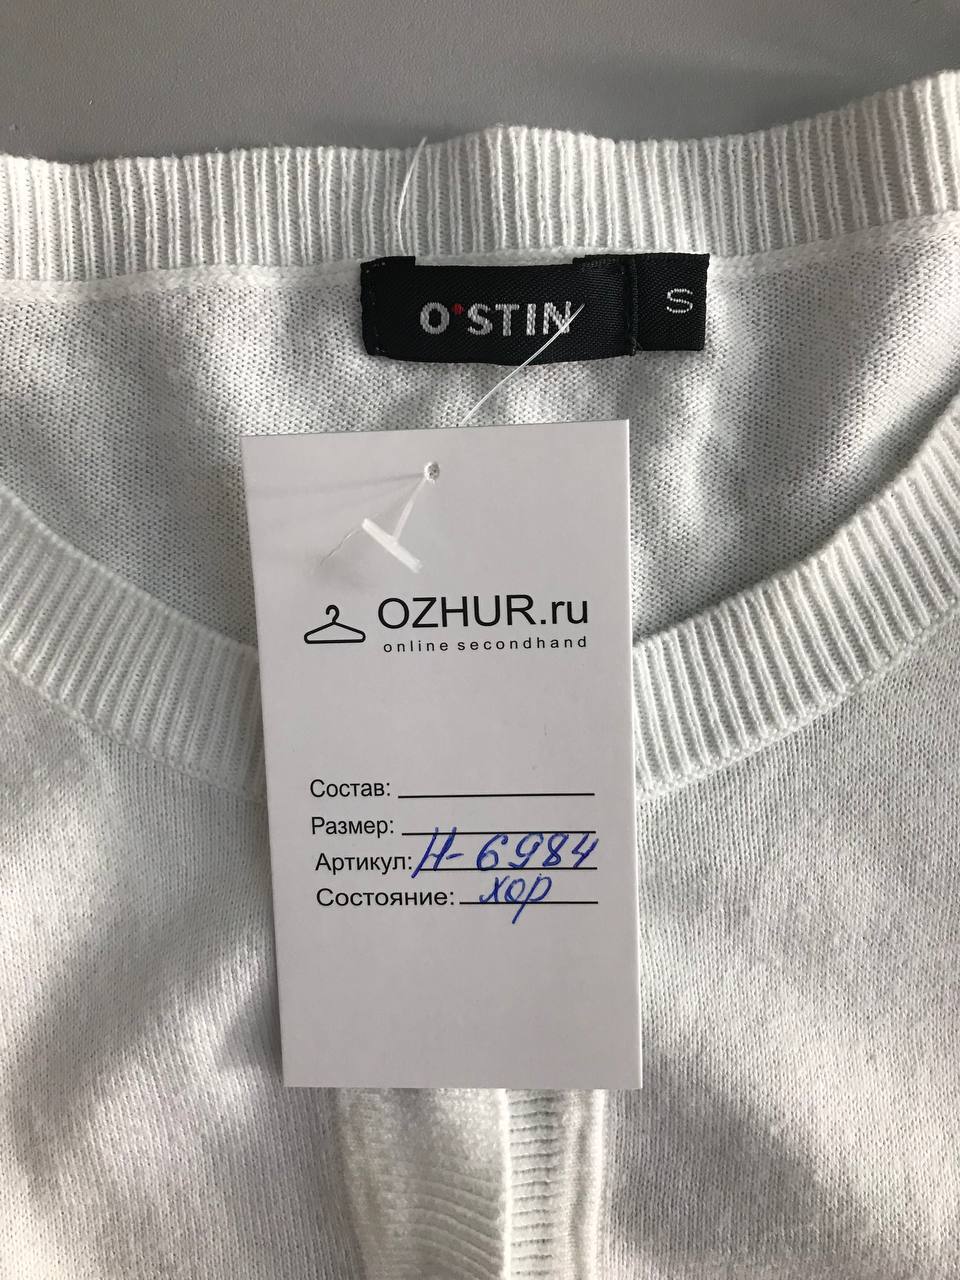 O'STIN S
OZHUR.ru
online secondhand
Состав:
Размер:
Артикул: Н-6984
Состояние: хор